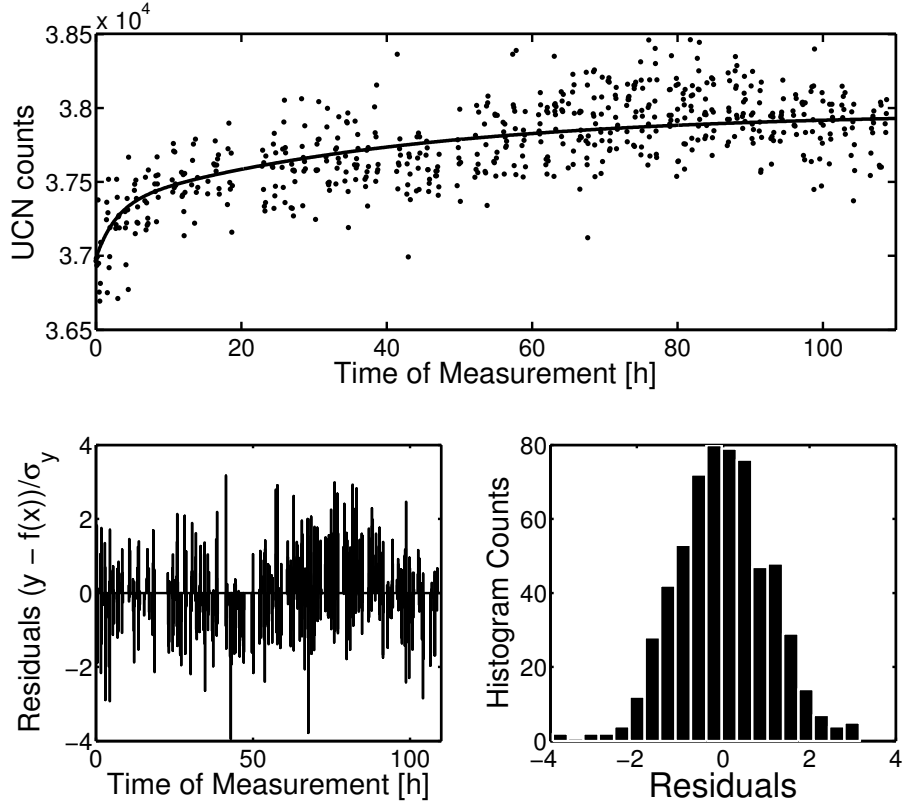 x 10^4
3.85
3.8
3.75
3.7
3.65
UCN counts
0 20 40 60 80 100
Time of Measurement [h]
4
2
0
−2
−4
Residuals (y − f(x))/σ_y
0 50 100
Time of Measurement [h]
80
60
40
20
0
Histogram Counts
−4 −2 0 2 4
Residuals